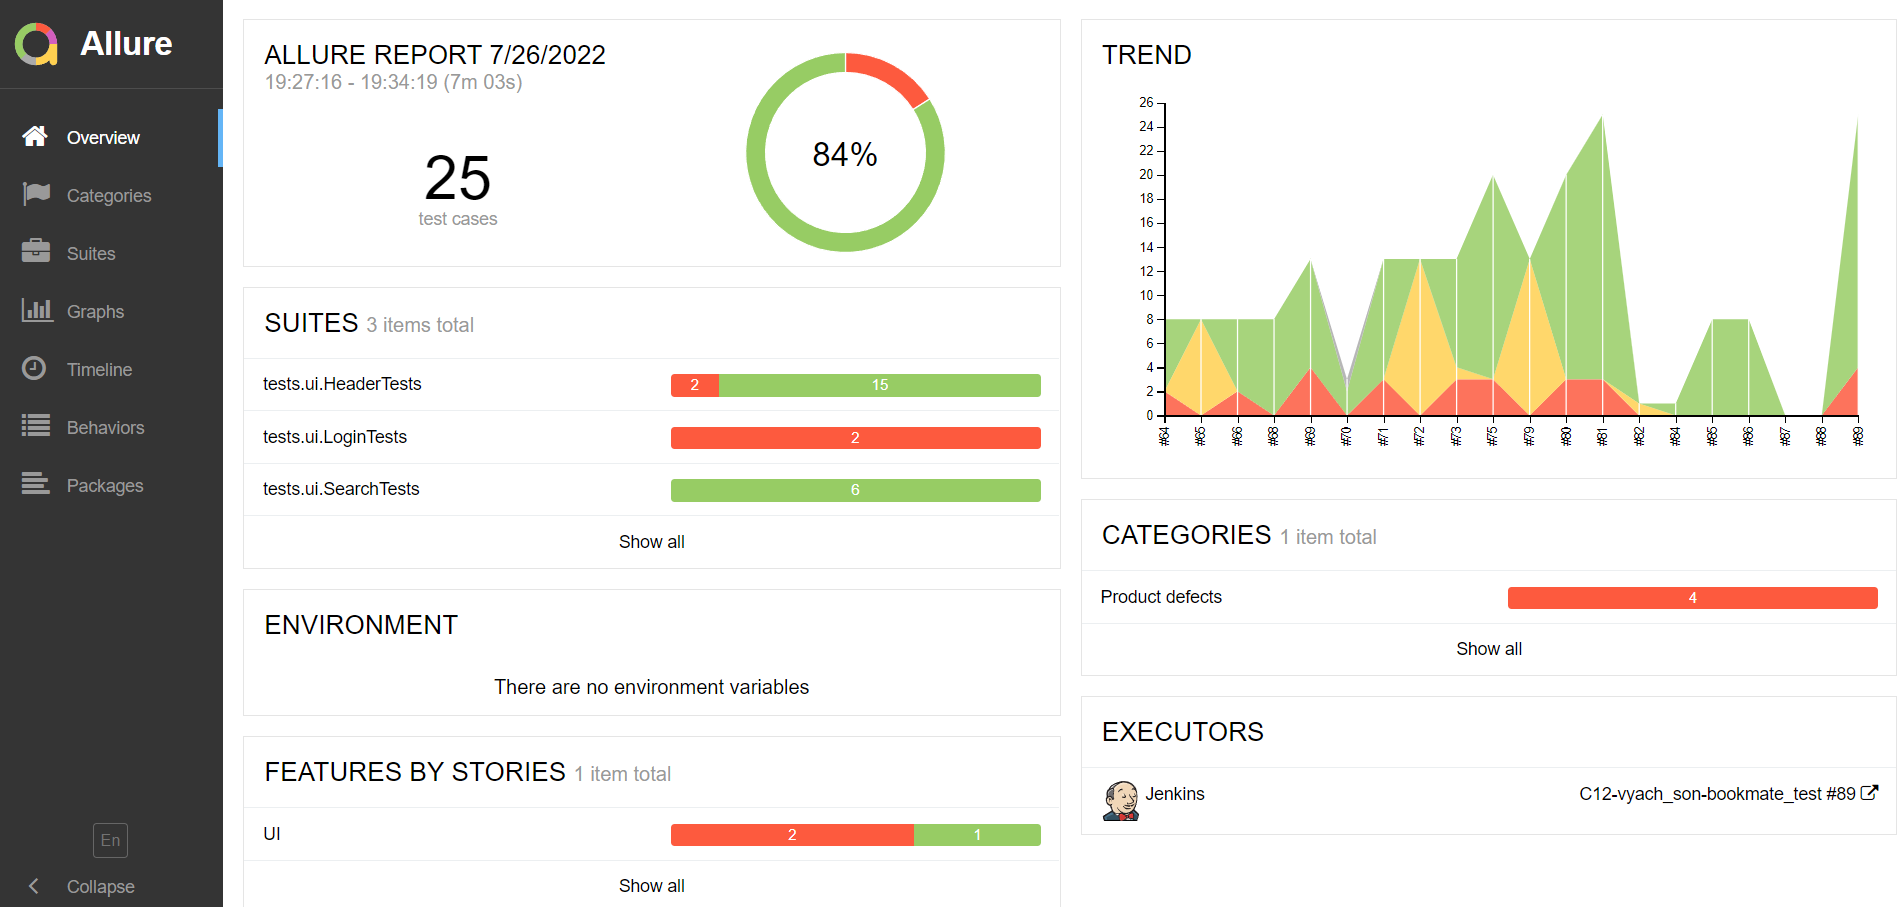 Allure
Overview
Categories
Suites
Graphs
Timeline
Behaviors
Packages
En
Collapse
ALLURE REPORT 7/26/2022
19:27:16 - 19:34:19 (7m 03s)
25
test cases
84%
SUITES 3 items total
tests.ui.HeaderTests 2 15
tests.ui.LoginTests 2
tests.ui.SearchTests 6
Show all
ENVIRONMENT
There are no environment variables
FEATURES BY STORIES 1 item total
UI 2 1
Show all
TREND
26
24
22
20
18
16
14
12
10
8
6
4
2
0
#64 #65 #66 #68 #69 #70 #71 #72 #73 #75 #79 #80 #81 #82 #84 #85 #86 #87 #88 #89
CATEGORIES 1 item total
Product defects 4
Show all
EXECUTORS
Jenkins C12-vyach_son-bookmate_test #89